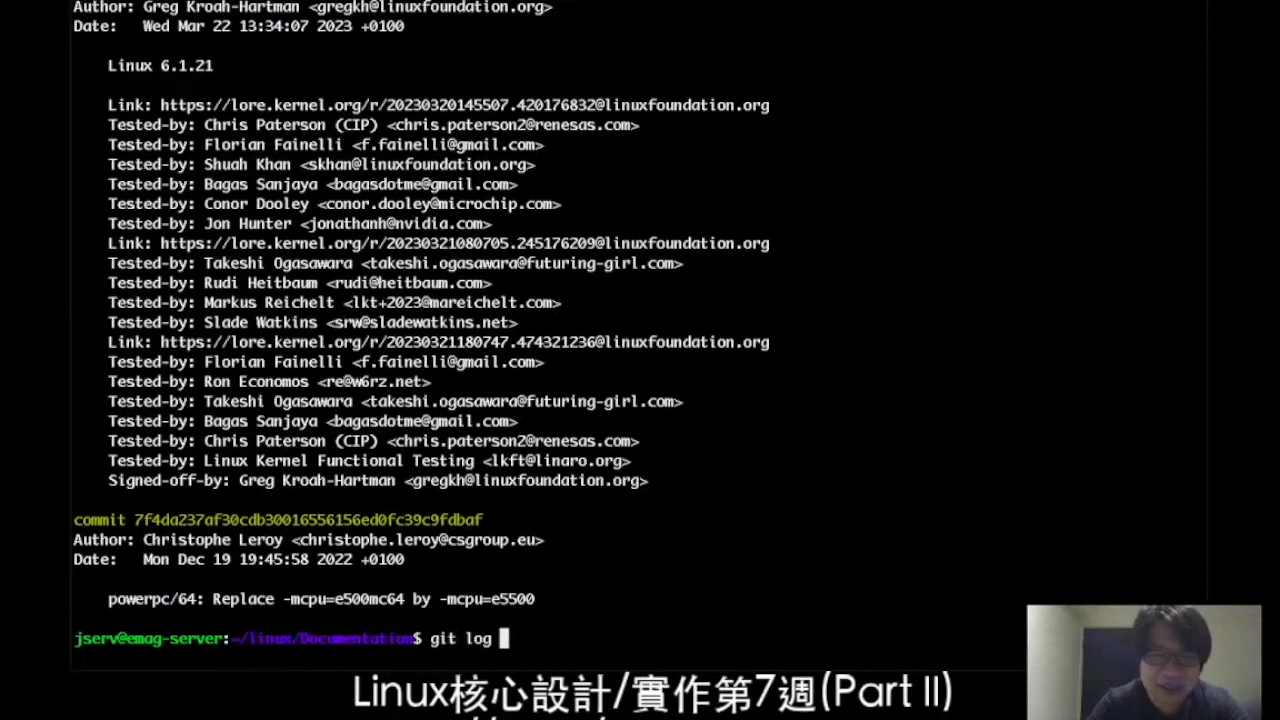 Author: Greg Kroah-Hartman <gregkh@linuxfoundation.org>
Date:   Wed Mar 22 13:34:07 2023 +0100
Linux 6.1.21
Link: https://lore.kernel.org/r/20230320145507.420176832@linuxfoundation.org
Tested-by: Chris Paterson (CIP) <chris.paterson2@renesas.com>
Tested-by: Florian Fainelli <f.fainelli@gmail.com>
Tested-by: Shuah Khan <skhan@linuxfoundation.org>
Tested-by: Bagas Sanjaya <bagasdotme@gmail.com>
Tested-by: Conor Dooley <conor.dooley@microchip.com>
Tested-by: Jon Hunter <jonathanh@nvidia.com>
Link: https://lore.kernel.org/r/20230321080705.245176209@linuxfoundation.org
Tested-by: Takeshi Ogasawara <takeshi.ogasawara@futuring-girl.com>
Tested-by: Rudi Heitbaum <rudi@heitbaum.com>
Tested-by: Markus Reichelt <lkt+2023@mareichelt.com>
Tested-by: Slade Watkins <srw@sladewatkins.net>
Link: https://lore.kernel.org/r/20230321180747.474321236@linuxfoundation.org
Tested-by: Florian Fainelli <f.fainelli@gmail.com>
Tested-by: Ron Economos <re@w6rz.net>
Tested-by: Takeshi Ogasawara <takeshi.ogasawara@futuring-girl.com>
Tested-by: Bagas Sanjaya <bagasdotme@gmail.com>
Tested-by: Chris Paterson (CIP) <chris.paterson2@renesas.com>
Tested-by: Linux Kernel Functional Testing <lkft@linaro.org>
Signed-off-by: Greg Kroah-Hartman <gregkh@linuxfoundation.org>
commit 7f4da237af30cdb30016556156ed0fc39c9fdbaf
Author: Christophe Leroy <christophe.leroy@csgroup.eu>
Date:   Mon Dec 19 19:45:58 2022 +0100
powerpc/64: Replace -mcpu=e500mc64 by -mcpu=e5500
jserv@emag-server:~/linux/Documentation$ git log
Linux核心設計/實作第7週(Part II)